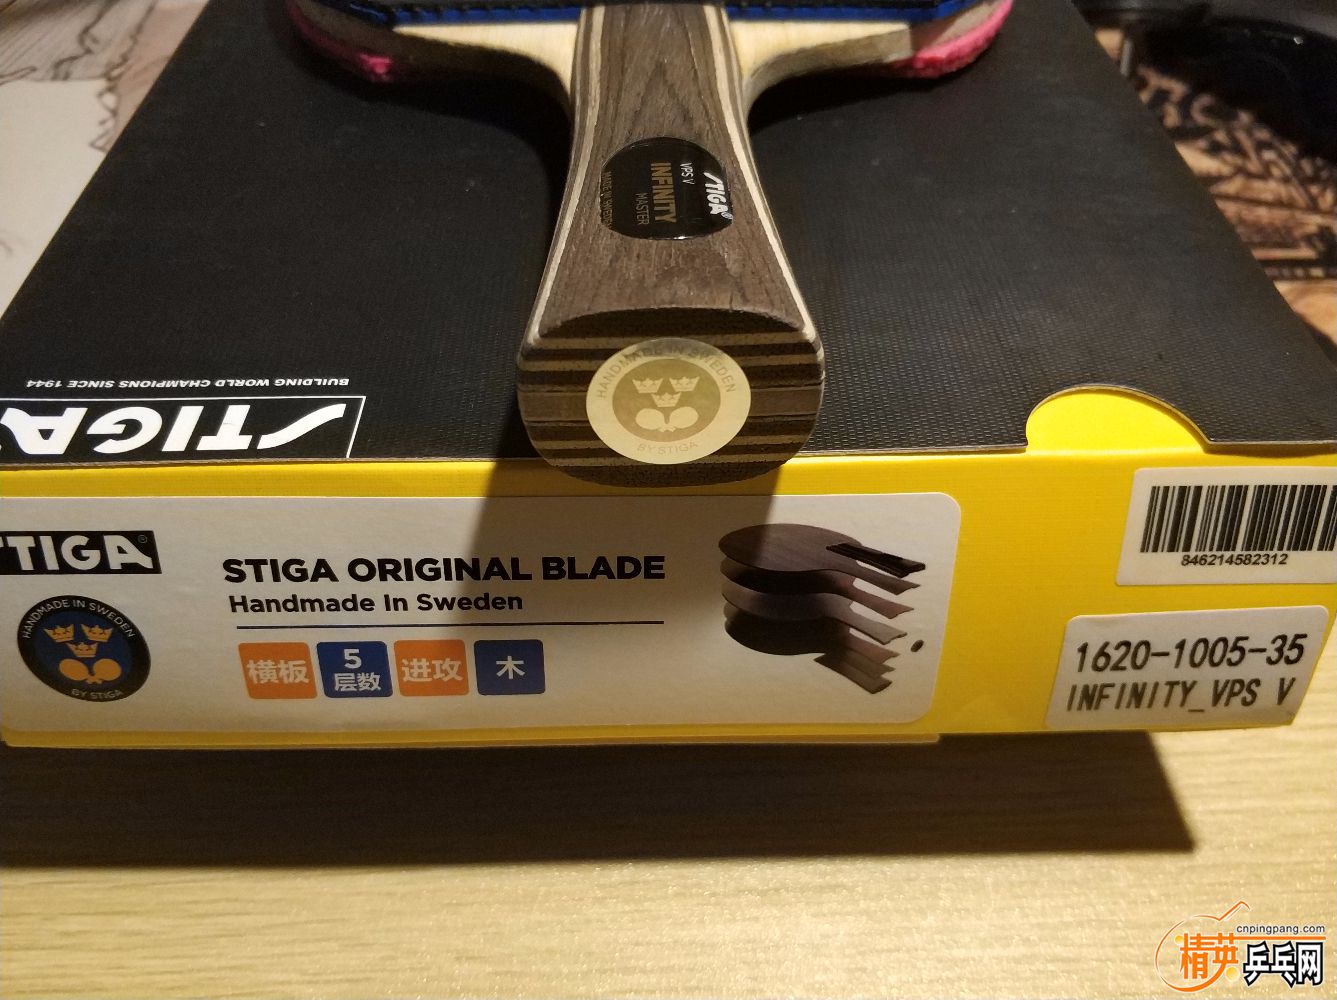 STIGA
VPS V
INFINITY
MASTER
MADE IN SWEDEN
HANDMADE IN SWEDEN
BY STIGA
BUILDING WORLD CHAMPIONS SINCE 1944
STIGA
STIGA
HANDMADE IN SWEDEN
BY STIGA
STIGA ORIGINAL BLADE
Handmade In Sweden
横板
5
层数
进攻
木
846214582312
1620-1005-35
INFINITY_VPS V
cnpingpang.com
精英乒乓网